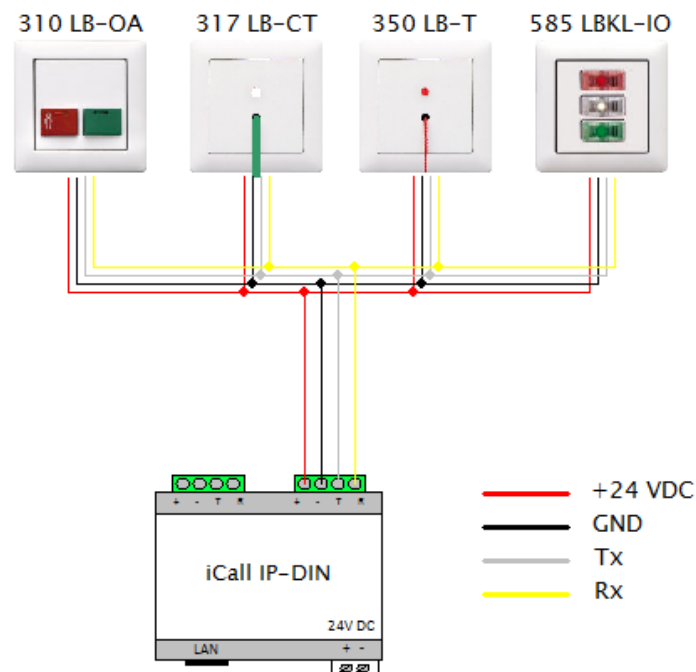 310 LB-OA 317 LB-CT 350 LB-T 585 LBKL-IO
+ - T R + - T R
iCall IP-DIN
24V DC
LAN + -
+24 VDC
GND
Tx
Rx